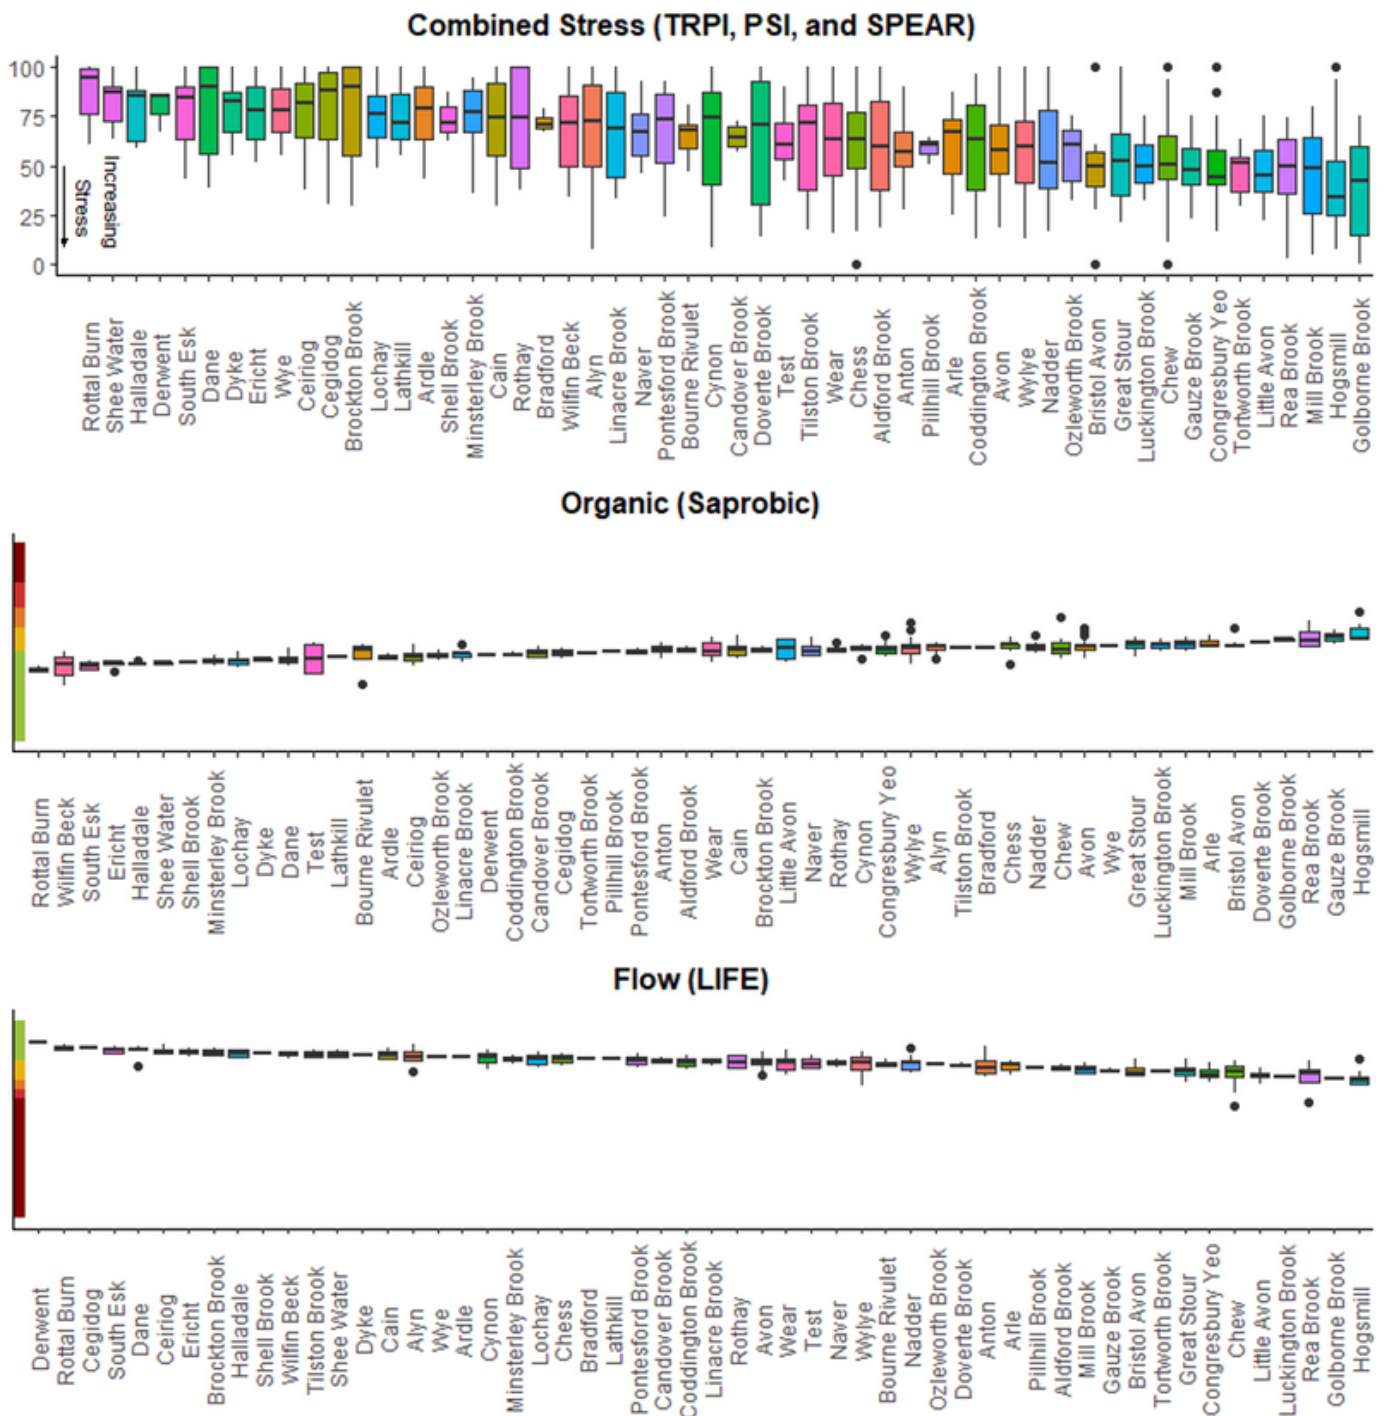 Combined Stress (TRPI, PSI, and SPEAR)
100
75
50
25
0
Increasing
Stress
Rottal Burn
Shee Water
Halladale
Derwent
South Esk
Dane
Dyke
Ericht
Wye
Ceiriog
Cegidog
Brockton Brook
Lochay
Lathkill
Ardle
Shell Brook
Minsterley Brook
Cain
Rothay
Bradford
Wilfin Beck
Alyn
Linacre Brook
Naver
Pontesford Brook
Bourne Rivulet
Cynon
Candover Brook
Doverte Brook
Test
Tilston Brook
Wear
Chess
Aldford Brook
Anton
Pillhill Brook
Arle
Coddington Brook
Avon
Wylye
Nadder
Ozleworth Brook
Bristol Avon
Great Stour
Luckington Brook
Chew
Gauze Brook
Congresbury Yeo
Tortworth Brook
Little Avon
Rea Brook
Mill Brook
Hogsmill
Golborne Brook
Organic (Saprobic)
Rottal Burn
Wilfin Beck
South Esk
Ericht
Halladale
Shee Water
Shell Brook
Minsterley Brook
Lochay
Dyke
Dane
Test
Lathkill
Bourne Rivulet
Ardle
Ceiriog
Ozleworth Brook
Linacre Brook
Derwent
Coddington Brook
Candover Brook
Cegidog
Tortworth Brook
Pillhill Brook
Pontesford Brook
Anton
Aldford Brook
Wear
Cain
Brockton Brook
Little Avon
Naver
Rothay
Cynon
Congresbury Yeo
Wylye
Alyn
Tilston Brook
Bradford
Chess
Nadder
Chew
Avon
Wye
Great Stour
Luckington Brook
Mill Brook
Arle
Bristol Avon
Doverte Brook
Golborne Brook
Rea Brook
Gauze Brook
Hogsmill
Flow (LIFE)
Derwent
Rottal Burn
Cegidog
South Esk
Dane
Ceiriog
Ericht
Brockton Brook
Halladale
Shell Brook
Wilfin Beck
Tilston Brook
Shee Water
Dyke
Cain
Alyn
Wye
Ardle
Cynon
Minsterley Brook
Lochay
Chess
Bradford
Lathkill
Pontesford Brook
Candover Brook
Coddington Brook
Linacre Brook
Rothay
Avon
Wear
Test
Naver
Wylye
Bourne Rivulet
Nadder
Ozleworth Brook
Doverte Brook
Anton
Arle
Pillhill Brook
Aldford Brook
Mill Brook
Gauze Brook
Bristol Avon
Tortworth Brook
Great Stour
Congresbury Yeo
Chew
Little Avon
Luckington Brook
Rea Brook
Golborne Brook
Hogsmill